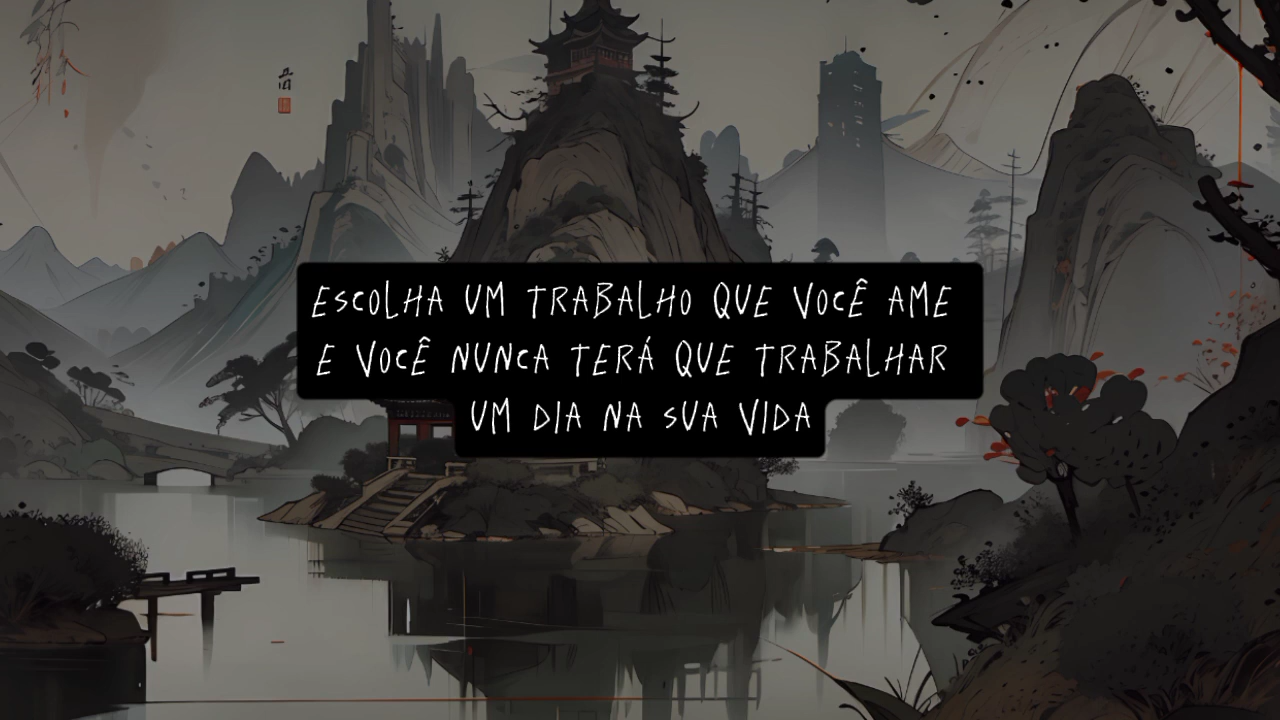 ESCOLHA UM TRABALHO QUE VOCÊ AME
E VOCÊ NUNCA TERÁ QUE TRABALHAR
UM DIA NA SUA VIDA